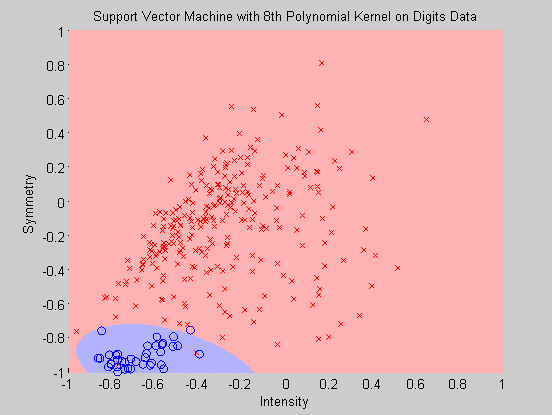 Support Vector Machine with 8th Polynomial Kernel on Digits Data
1
0.8
0.6
0.4
0.2
0
-0.2
-0.4
-0.6
-0.8
-1
Symmetry
-1 -0.8 -0.6 -0.4 -0.2 0 0.2 0.4 0.6 0.8 1
Intensity